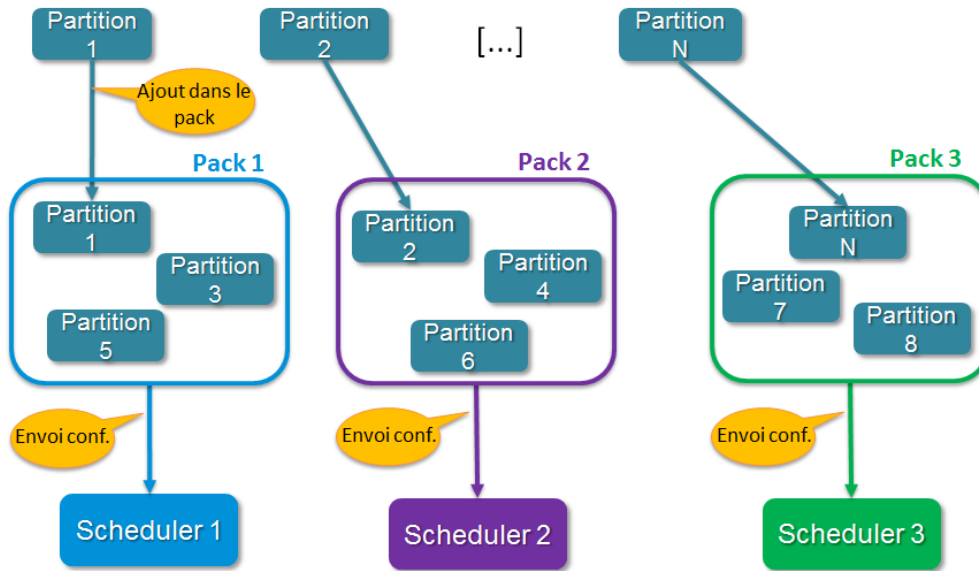 Partition
1
Partition
2
[...]
Partition
N
Ajout dans le
pack
Pack 1
Pack 2
Pack 3
Partition
1
Partition
3
Partition
5
Partition
2
Partition
4
Partition
6
Partition
N
Partition
7
Partition
8
Envoi conf.
Envoi conf.
Envoi conf.
Scheduler 1
Scheduler 2
Scheduler 3